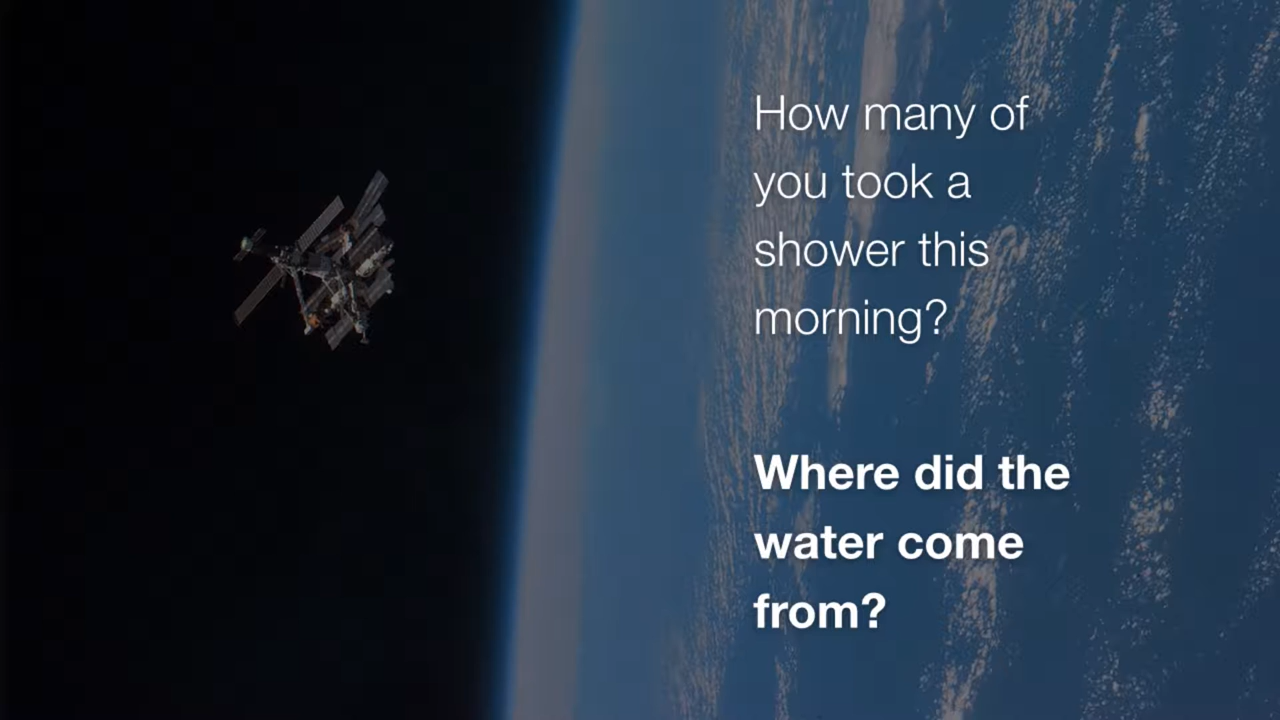 How many of
you took a
shower this
morning?
Where did the
water come
from?